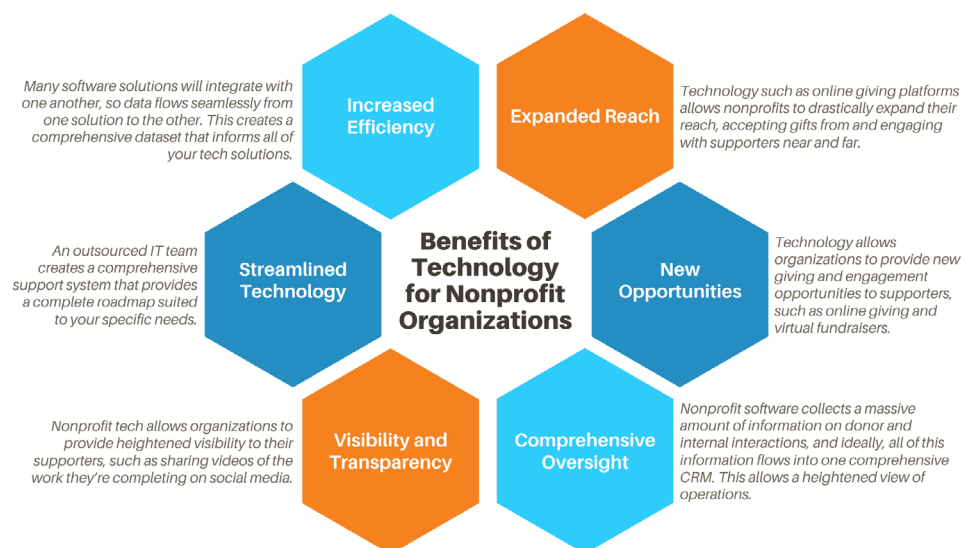 Many software solutions will integrate with
one another, so data flows seamlessly from
one solution to the other. This creates a
comprehensive dataset that informs all of
your tech solutions.
Increased
Efficiency
Expanded Reach
Technology such as online giving platforms
allows nonprofits to drastically expand their
reach, accepting gifts from and engaging
with supporters near and far.
An outsourced IT team
creates a comprehensive
support system that provides
a complete roadmap suited
to your specific needs.
Streamlined
Technology
Benefits of
Technology
for Nonprofit
Organizations
New
Opportunities
Technology allows
organizations to provide new
giving and engagement
opportunities to supporters,
such as online giving and
virtual fundraisers.
Nonprofit tech allows organizations to
provide heightened visibility to their
supporters, such as sharing videos of the
work they're completing on social media.
Visibility and
Transparency
Comprehensive
Oversight
Nonprofit software collects a massive
amount of information on donor and
internal interactions, and ideally, all of this
information flows into one comprehensive
CRM. This allows a heightened view of
operations.